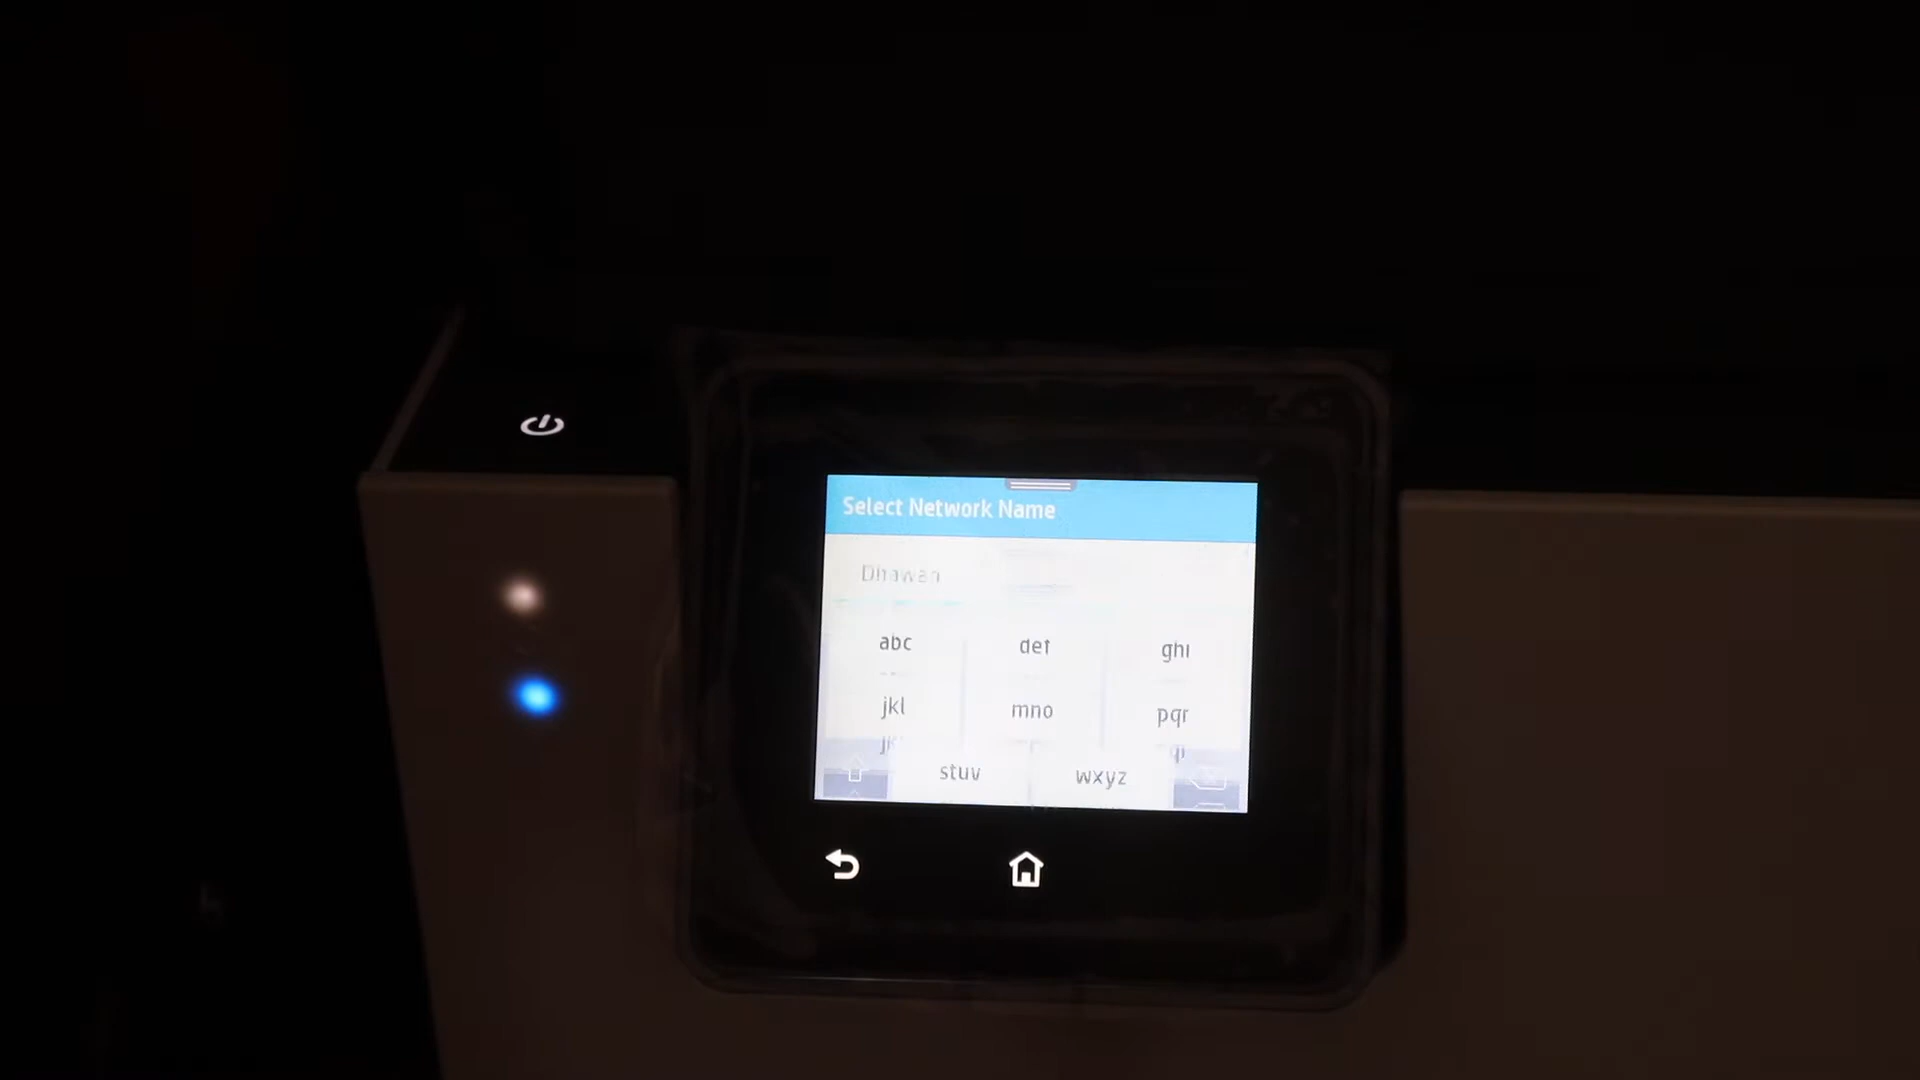 Select Network Name
Dhawan
abc def ghi
jkl mno pqr
stuv wxyz